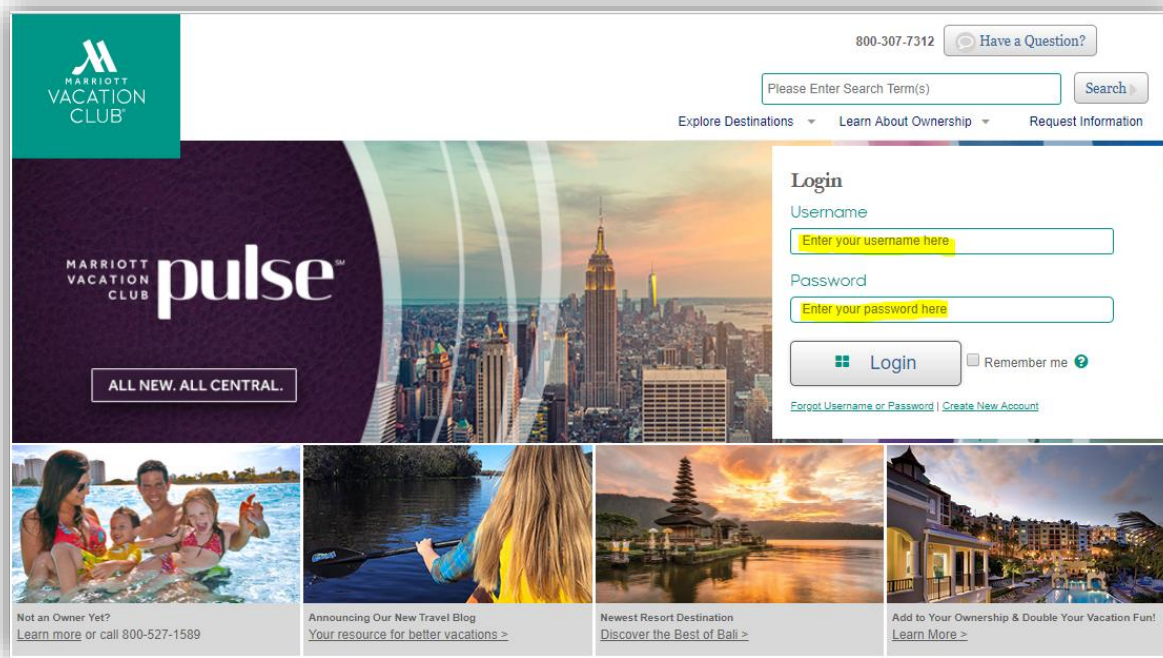 800-307-7312
Have a Question?
MARRIOTT
VACATION
CLUB®
Please Enter Search Term(s)
Search
Explore Destinations
Learn About Ownership
Request Information
MARRIOTT
VACATION
CLUB
pulse℠
ALL NEW. ALL CENTRAL.
Login
Username
Enter your username here
Password
Enter your password here
Login
Remember me ?
Forgot Username or Password | Create New Account
Not an Owner Yet?
Learn more or call 800-527-1589
Announcing Our New Travel Blog
Your resource for better vacations >
Newest Resort Destination
Discover the Best of Bali >
Add to Your Ownership & Double Your Vacation Fun!
Learn More >